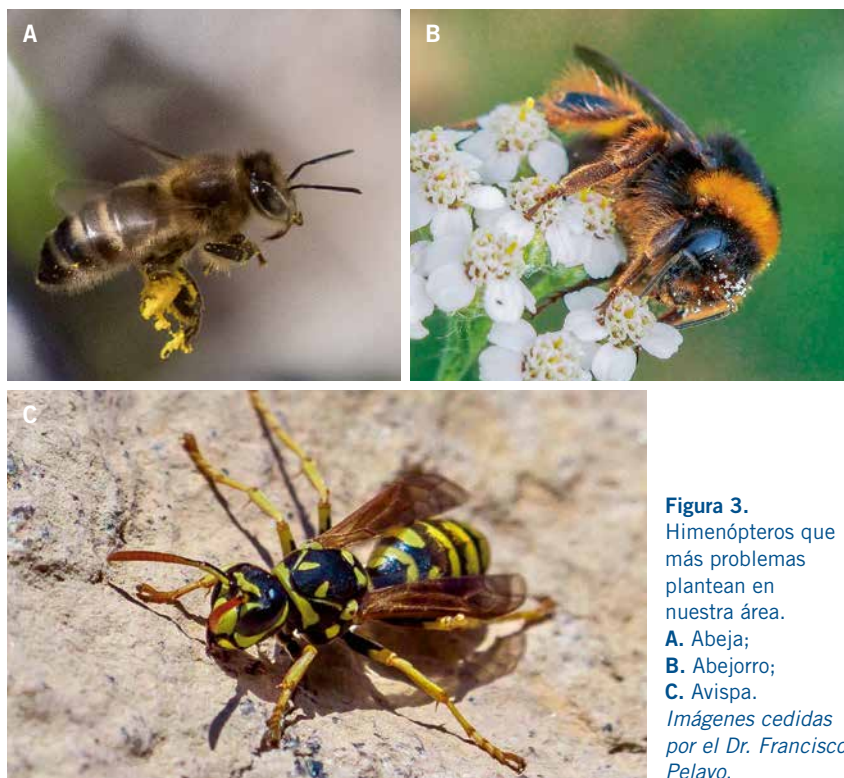 A
B
C
Figura 3.
Himenópteros que
más problemas
plantean en
nuestra área.
A. Abeja;
B. Abejorro;
C. Avispa.
Imágenes cedidas
por el Dr. Francisco
Pelayo.